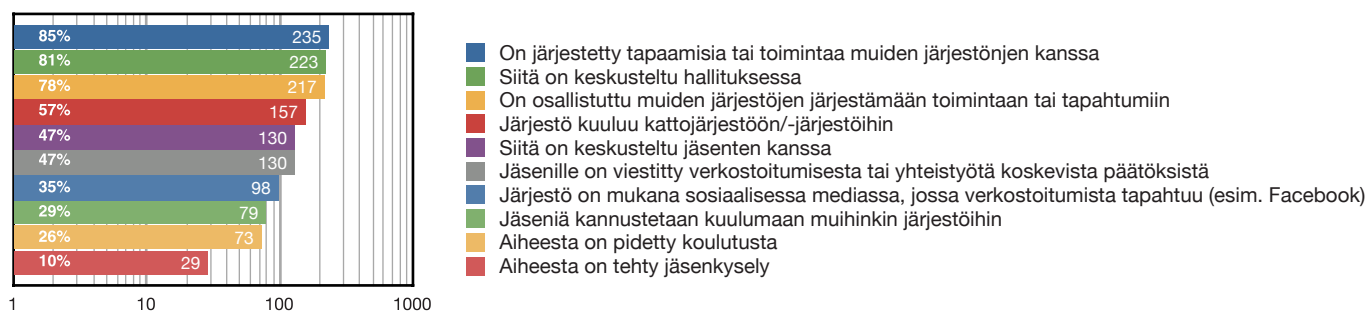 85% 235
81% 223
78% 217
57% 157
47% 130
47% 130
35% 98
29% 79
26% 73
10% 29
1 10 100 1000
On järjestetty tapaamisia tai toimintaa muiden järjestönjen kanssa
Siitä on keskusteltu hallituksessa
On osallistuttu muiden järjestöjen järjestämään toimintaan tai tapahtumiin
Järjestö kuuluu kattojärjestöön/-järjestöihin
Siitä on keskusteltu jäsenten kanssa
Jäsenille on viestitty verkostoitumisesta tai yhteistyötä koskevista päätöksistä
Järjestö on mukana sosiaalisessa mediassa, jossa verkostoitumista tapahtuu (esim. Facebook)
Jäseniä kannustetaan kuulumaan muihinkin järjestöihin
Aiheesta on pidetty koulutusta
Aiheesta on tehty jäsenkysely